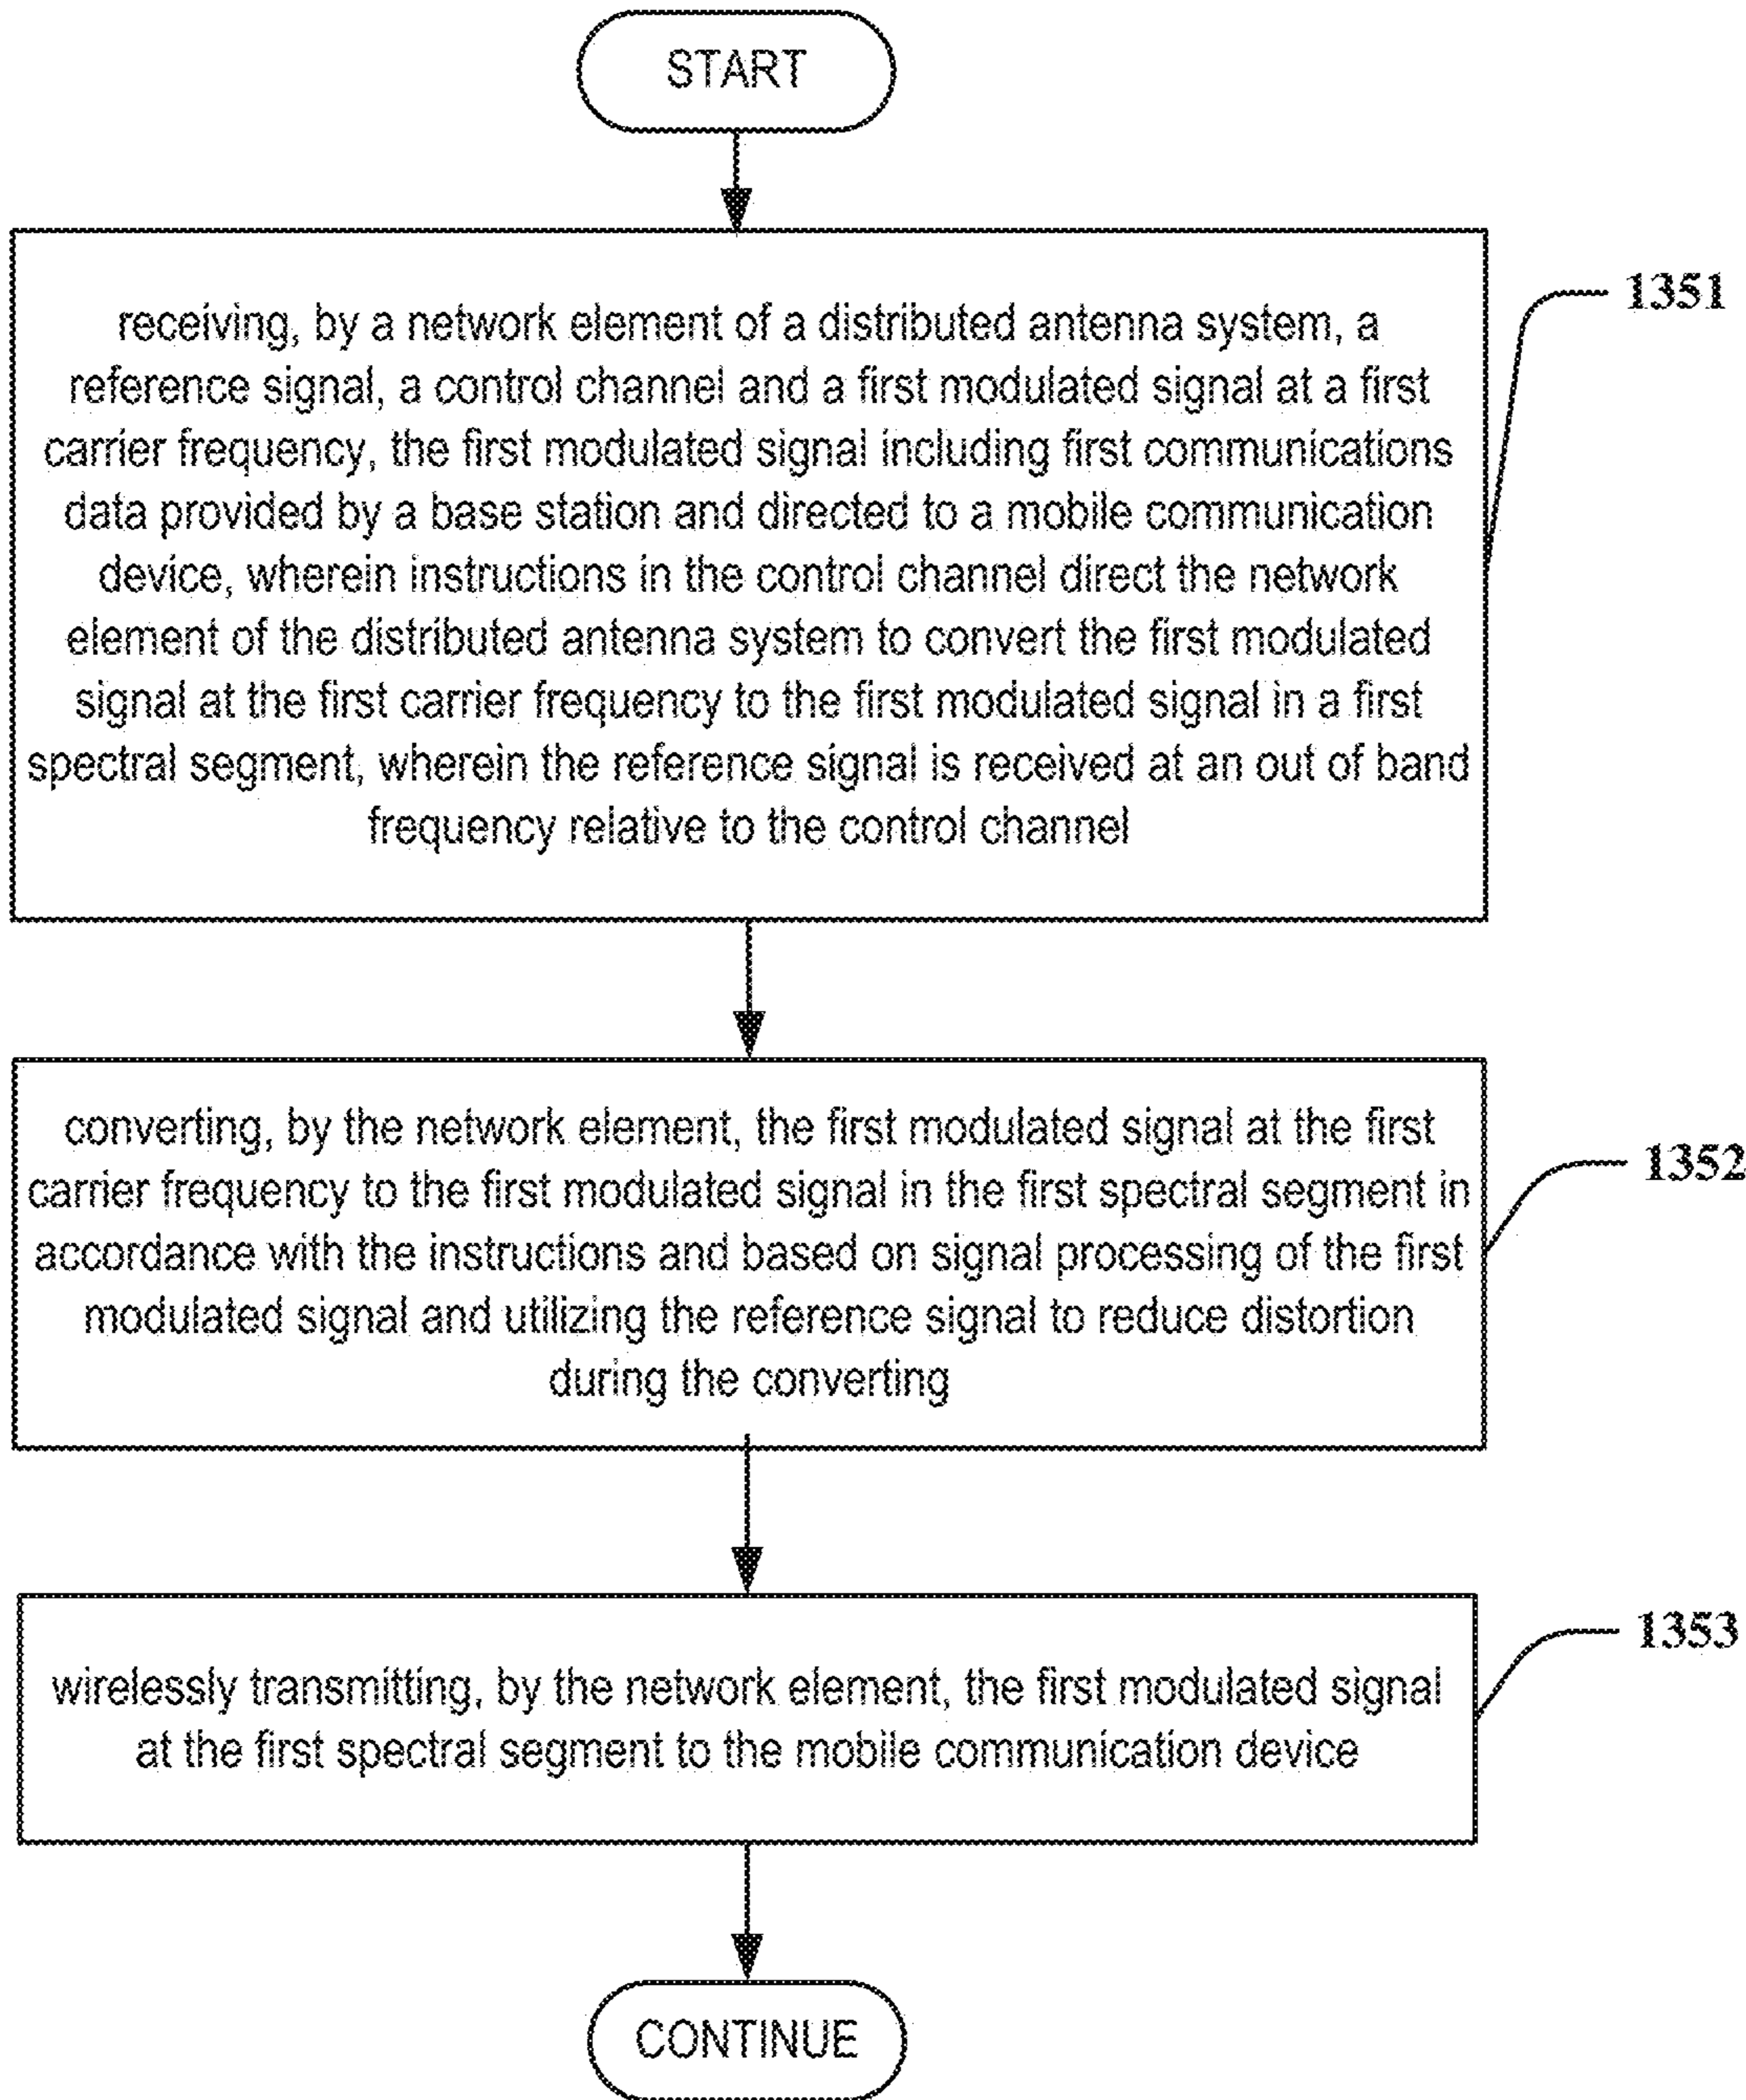 START
receiving, by a network element of a distributed antenna system, a
reference signal, a control channel and a first modulated signal at a first
carrier frequency, the first modulated signal including first communications
data provided by a base station and directed to a mobile communication
device, wherein instructions in the control channel direct the network
element of the distributed antenna system to convert the first modulated
signal at the first carrier frequency to the first modulated signal in a first
spectral segment, wherein the reference signal is received at an out of band
frequency relative to the control channel
1351
converting, by the network element, the first modulated signal at the first
carrier frequency to the first modulated signal in the first spectral segment in
accordance with the instructions and based on signal processing of the first
modulated signal and utilizing the reference signal to reduce distortion
during the converting
1352
wirelessly transmitting, by the network element, the first modulated signal
at the first spectral segment to the mobile communication device
1353
CONTINUE